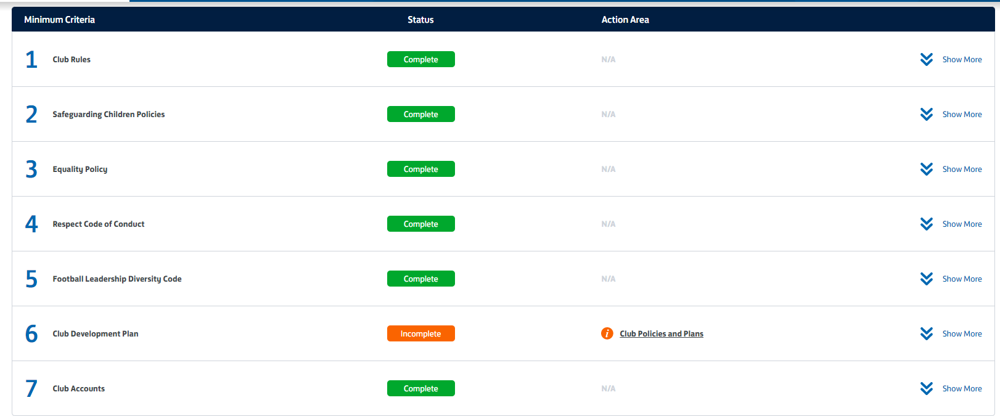 Minimum Criteria Status Action Area
1 Club Rules Complete N/A Show More
2 Safeguarding Children Policies Complete N/A Show More
3 Equality Policy Complete N/A Show More
4 Respect Code of Conduct Complete N/A Show More
5 Football Leadership Diversity Code Complete N/A Show More
6 Club Development Plan Incomplete i Club Policies and Plans Show More
7 Club Accounts Complete N/A Show More